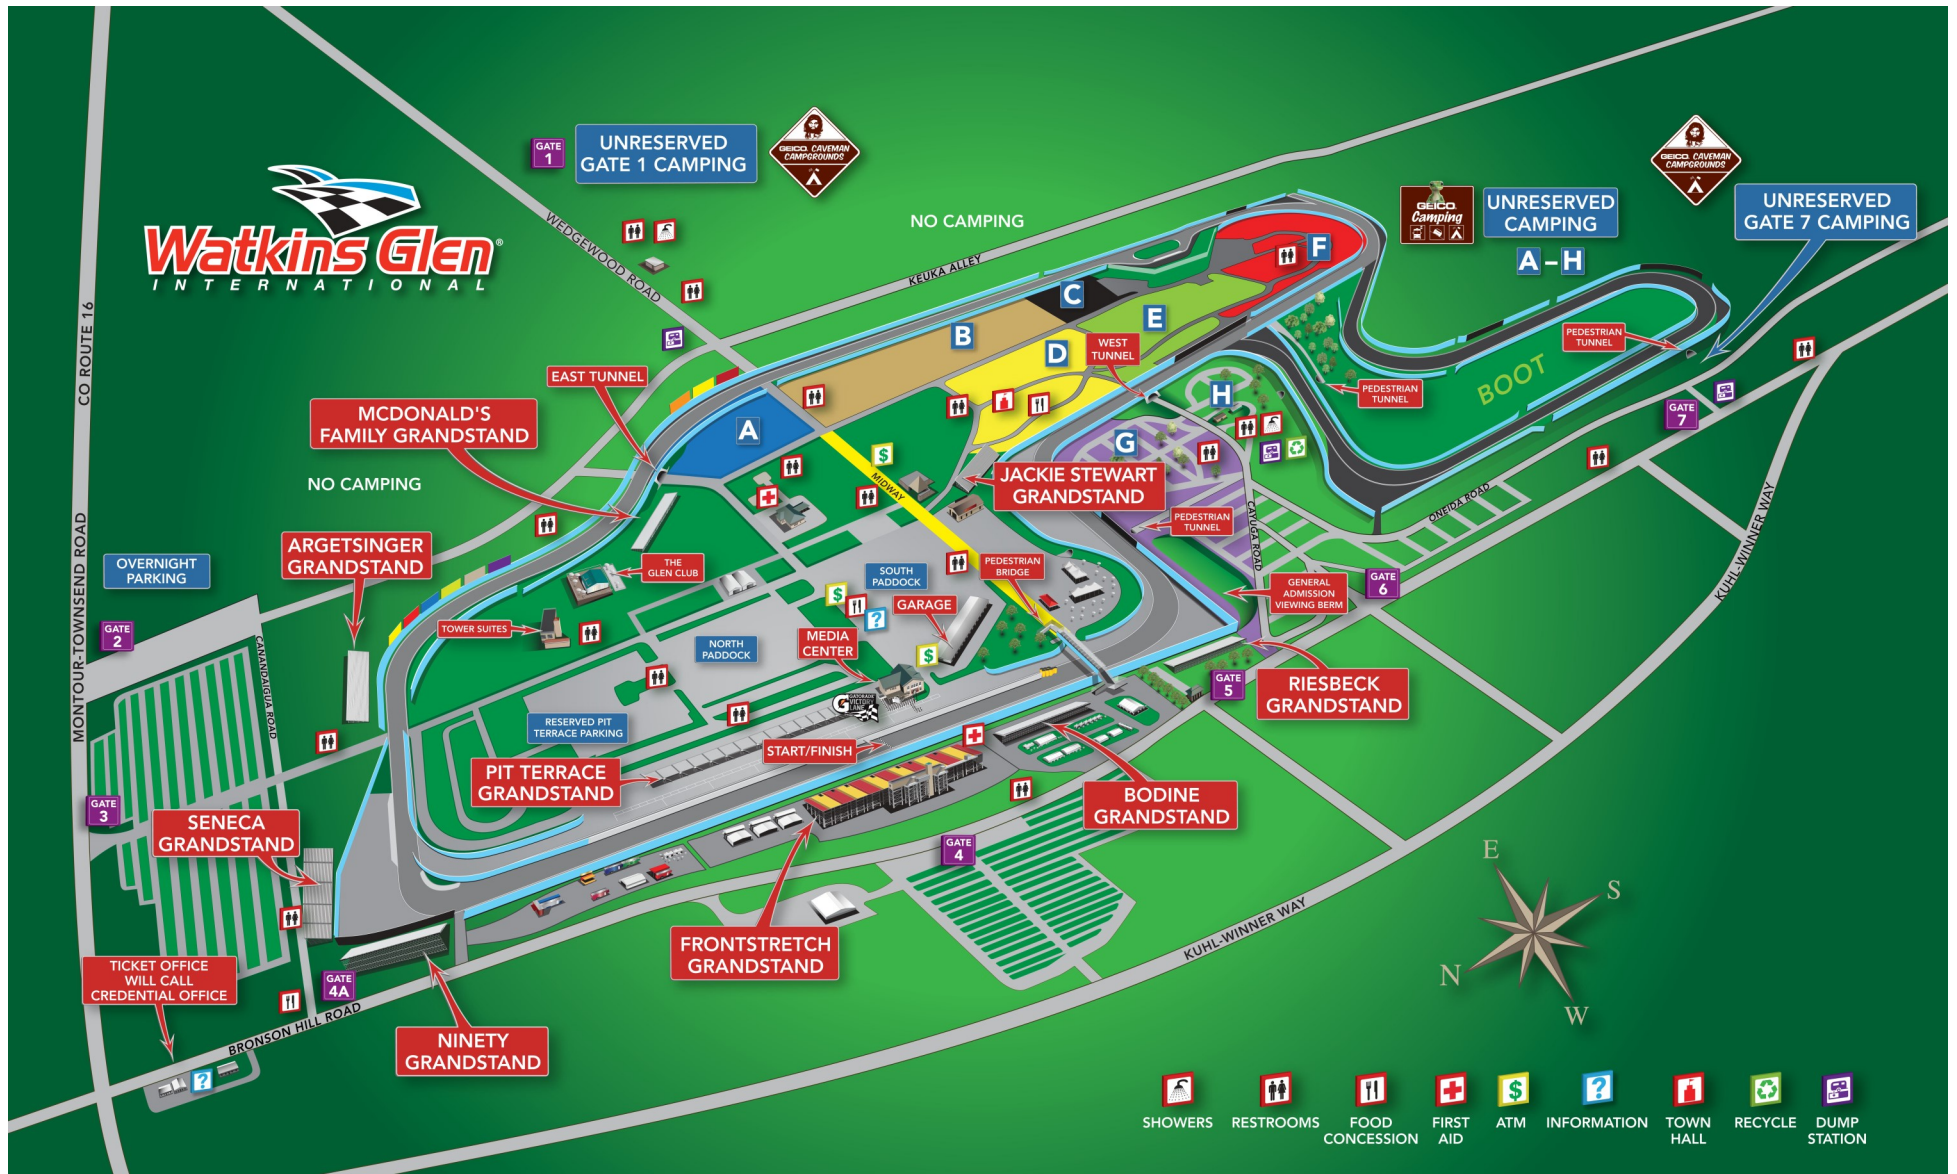 GATE
1
UNRESERVED
GATE 1 CAMPING
GEICO. CAVEMAN
CAMPGROUNDS
GEICO. CAVEMAN
CAMPGROUNDS
GEICO.
Camping
UNRESERVED
CAMPING
A – H
UNRESERVED
GATE 7 CAMPING
Watkins Glen®
INTERNATIONAL
WEDGEWOOD ROAD
NO CAMPING
KEUKA ALLEY
CO ROUTE 16
MONTOUR-TOWNSEND ROAD
F
C
E
B
D
A
H
G
WEST
TUNNEL
PEDESTRIAN
TUNNEL
PEDESTRIAN
TUNNEL
BOOT
GATE
7
EAST TUNNEL
MCDONALD'S
FAMILY GRANDSTAND
NO CAMPING
$
MIDWAY
JACKIE STEWART
GRANDSTAND
PEDESTRIAN
TUNNEL
CAYUGA ROAD
ONEIDA ROAD
KUHL-WINNER WAY
ARGETSINGER
GRANDSTAND
OVERNIGHT
PARKING
THE
GLEN CLUB
SOUTH
PADDOCK
PEDESTRIAN
BRIDGE
GENERAL
ADMISSION
VIEWING BERM
GATE
6
GATE
2
CANANDAIGUA ROAD
TOWER SUITES
$
?
GARAGE
NORTH
PADDOCK
MEDIA
CENTER
$
GATE
5
RIESBECK
GRANDSTAND
G
GATORADE
VICTORY
LANE
RESERVED PIT
TERRACE PARKING
START/FINISH
PIT TERRACE
GRANDSTAND
BODINE
GRANDSTAND
GATE
3
SENECA
GRANDSTAND
GATE
4
FRONTSTRETCH
GRANDSTAND
KUHL-WINNER WAY
TICKET OFFICE
WILL CALL
CREDENTIAL OFFICE
GATE
4A
BRONSON HILL ROAD
NINETY
GRANDSTAND
?
E
S
N
W
$
?
SHOWERS
RESTROOMS
FOOD
CONCESSION
FIRST
AID
ATM
INFORMATION
TOWN
HALL
RECYCLE
DUMP
STATION